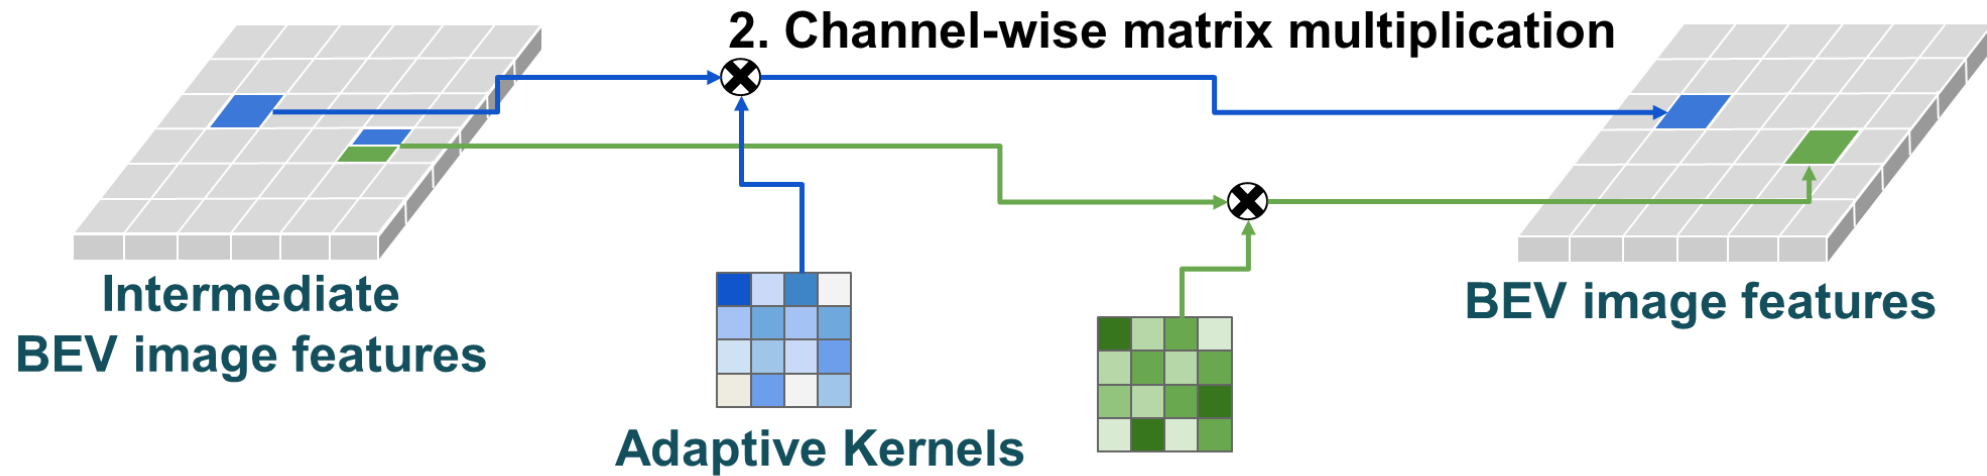 2. Channel-wise matrix multiplication
Intermediate
BEV image features
BEV image features
Adaptive Kernels